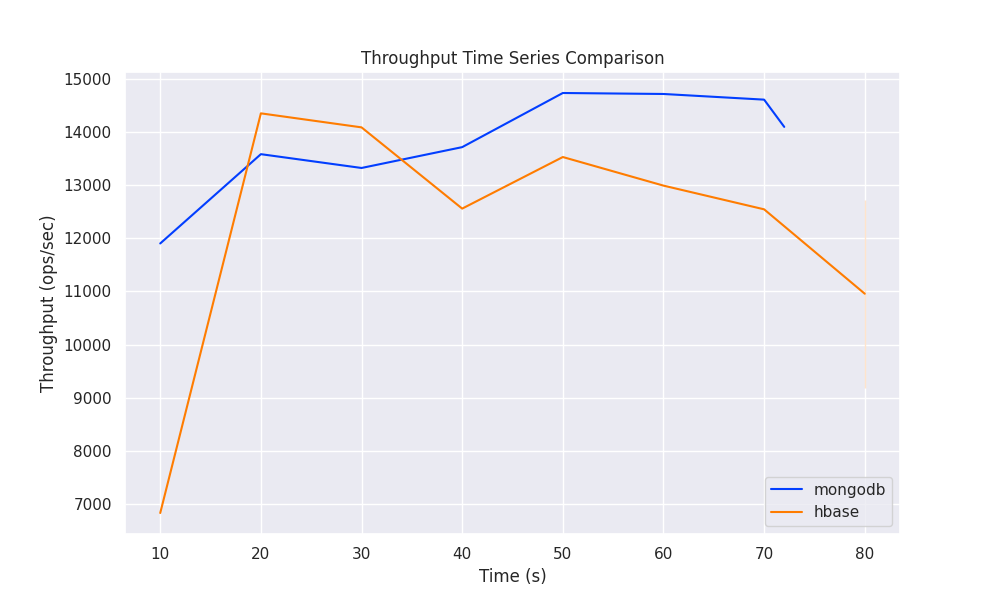 Throughput Time Series Comparison
Throughput (ops/sec)
15000
14000
13000
12000
11000
10000
9000
8000
7000
10 20 30 40 50 60 70 80
Time (s)
mongodb
hbase